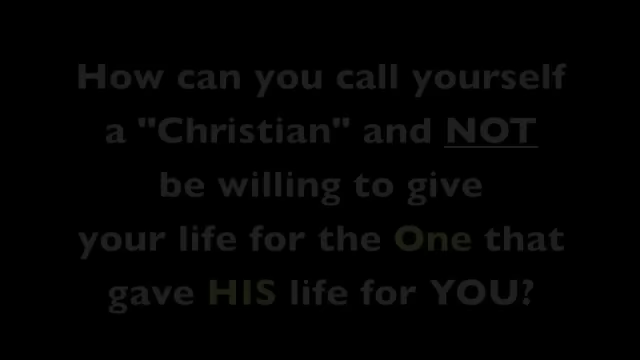 How can you call yourself
a "Christian" and NOT
be willing to give
your life for the One that
gave HIS life for YOU?